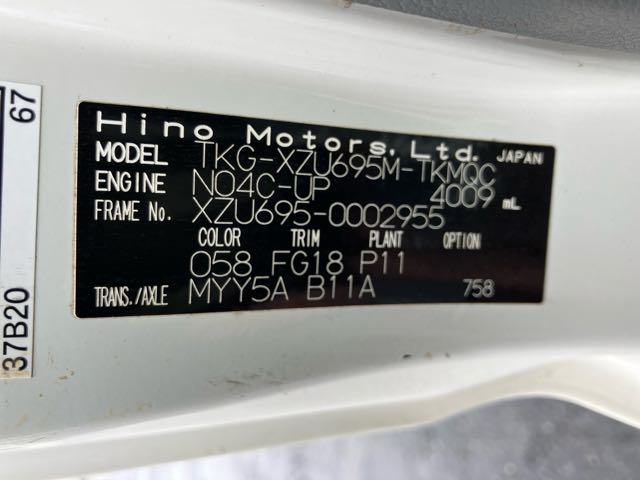 Hino Motors, Ltd. JAPAN
MODEL TKG-XZU695M-TKMQC
ENGINE N04C-UP 4009 mL
FRAME No. XZU695-0002955
COLOR TRIM PLANT OPTION
058 FG18 P11
TRANS./AXLE MYY5A B11A 758
37B20 67